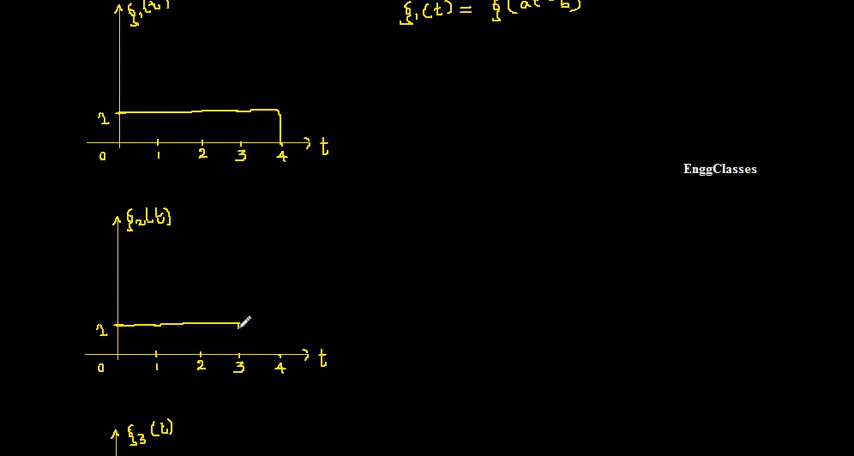 f₁(t)
f₁(t) = f(at - b)
1
0 1 2 3 4 t
EnggClasses
f₂(t)
1
0 1 2 3 4 t
f₃(t)